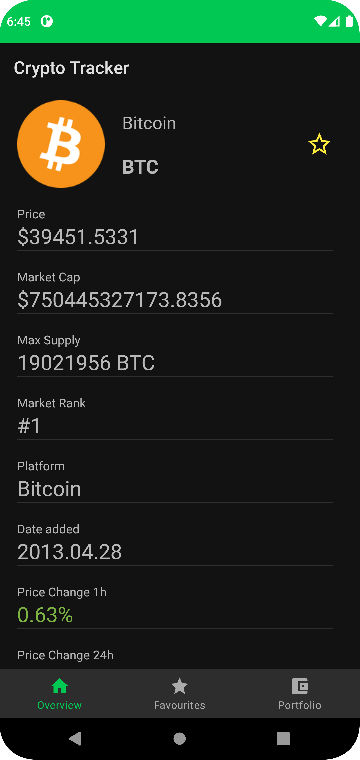 6:45
Crypto Tracker
Bitcoin
BTC
Price
$39451.5331
Market Cap
$750445327173.8356
Max Supply
19021956 BTC
Market Rank
#1
Platform
Bitcoin
Date added
2013.04.28
Price Change 1h
0.63%
Price Change 24h
Overview
Favourites
Portfolio